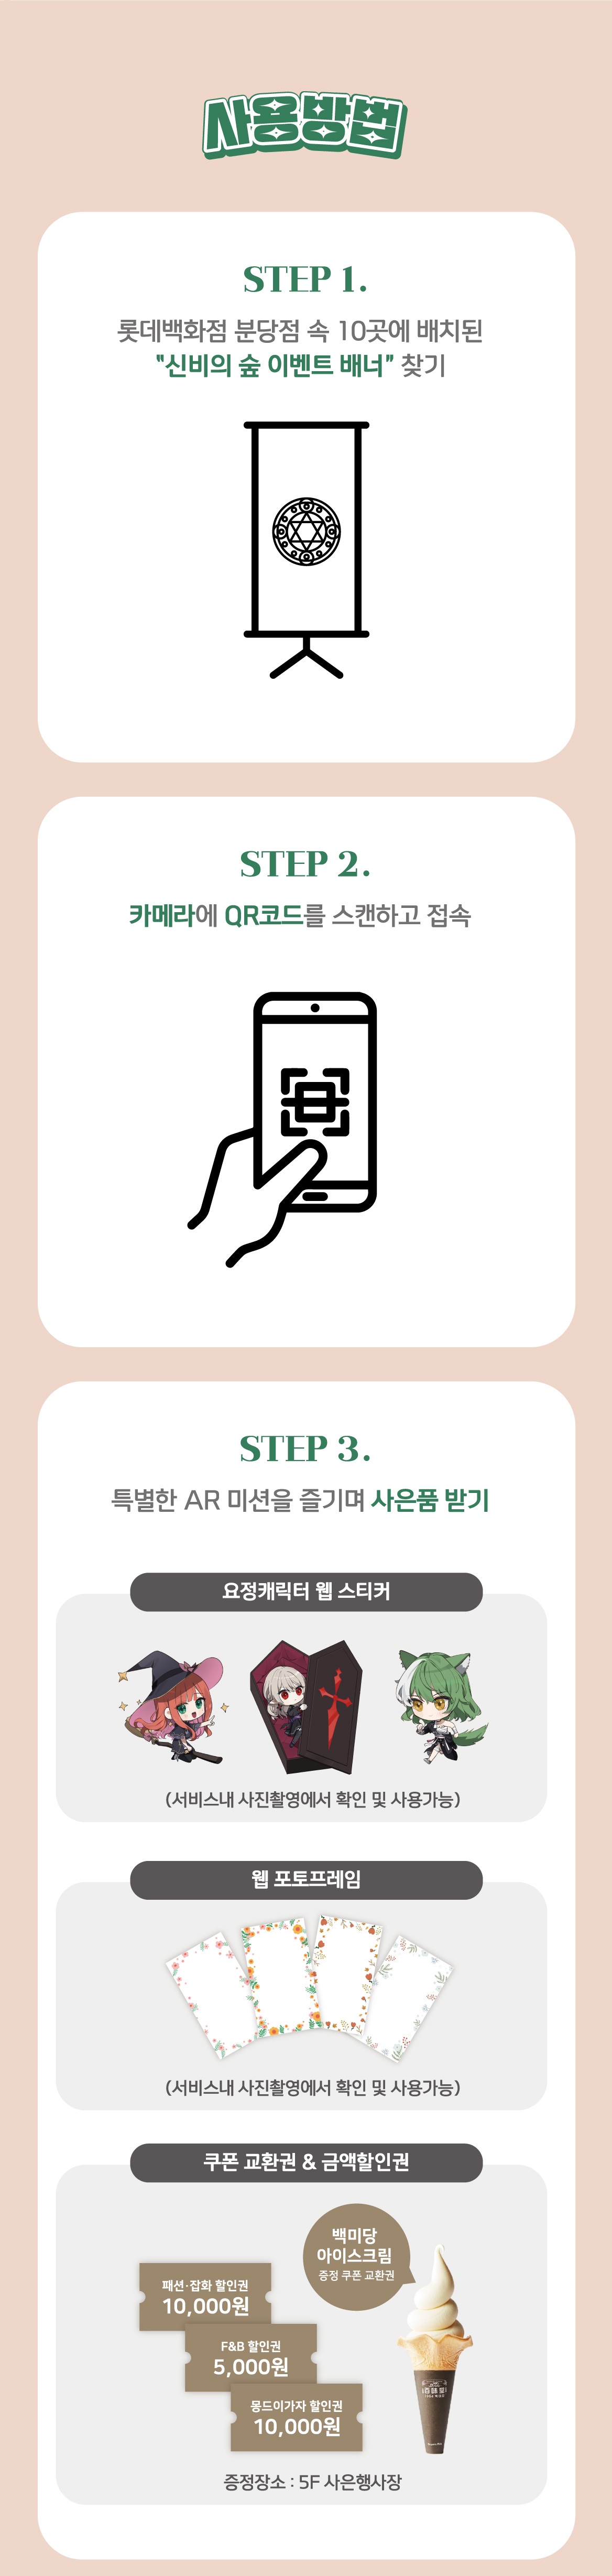 사용방법
STEP 1.
롯데백화점 분당점 속 10곳에 배치된
"신비의 숲 이벤트 배너" 찾기
STEP 2.
카메라에 QR코드를 스캔하고 접속
STEP 3.
특별한 AR 미션을 즐기며 사은품 받기
요정캐릭터 웹 스티커
(서비스내 사진촬영에서 확인 및 사용가능)
웹 포토프레임
(서비스내 사진촬영에서 확인 및 사용가능)
쿠폰 교환권 & 금액할인권
백미당
아이스크림
증정 쿠폰 교환권
패션·잡화 할인권
10,000원
F&B 할인권
5,000원
몽드이가자 할인권
10,000원
증정장소 : 5F 사은행사장